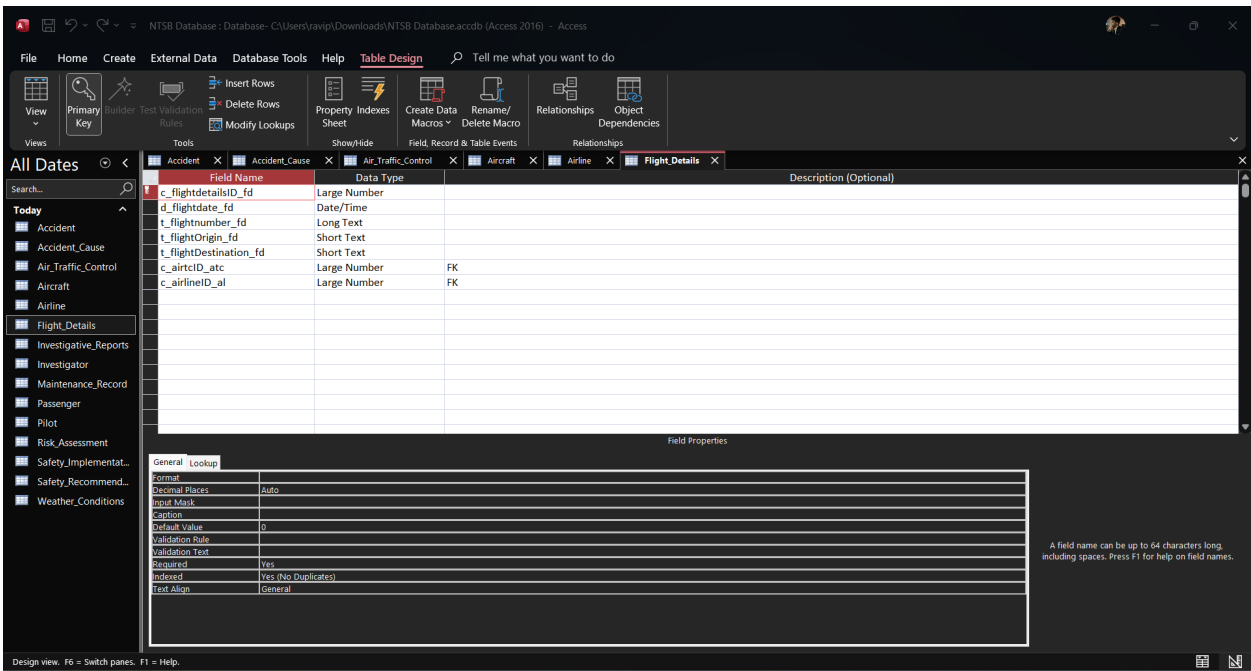 NTSB Database : Database- C:\Users\ravip\Downloads\NTSB Database.accdb (Access 2016) - Access
File Home Create External Data Database Tools Help Table Design Tell me what you want to do
View
Primary Key
Builder
Test Validation Rules
Insert Rows
Delete Rows
Modify Lookups
Property Sheet
Indexes
Create Data Macros
Rename/ Delete Macro
Relationships
Object Dependencies
Views Tools Show/Hide Field, Record & Table Events Relationships
All Dates
Search...
Today
Accident
Accident_Cause
Air_Traffic_Control
Aircraft
Airline
Flight_Details
Investigative_Reports
Investigator
Maintenance_Record
Passenger
Pilot
Risk_Assessment
Safety_Implementat...
Safety_Recommend...
Weather_Conditions
Accident Accident_Cause Air_Traffic_Control Aircraft Airline Flight_Details
Field Name Data Type Description (Optional)
c_flightdetailsID_fd Large Number
d_flightdate_fd Date/Time
t_flightnumber_fd Long Text
t_flightOrigin_fd Short Text
t_flightDestination_fd Short Text
c_airtcID_atc Large Number FK
c_airlineID_al Large Number FK
Field Properties
General Lookup
Format
Decimal Places Auto
Input Mask
Caption
Default Value 0
Validation Rule
Validation Text
Required Yes
Indexed Yes (No Duplicates)
Text Align General
A field name can be up to 64 characters long,
including spaces. Press F1 for help on field names.
Design view. F6 = Switch panes. F1 = Help.